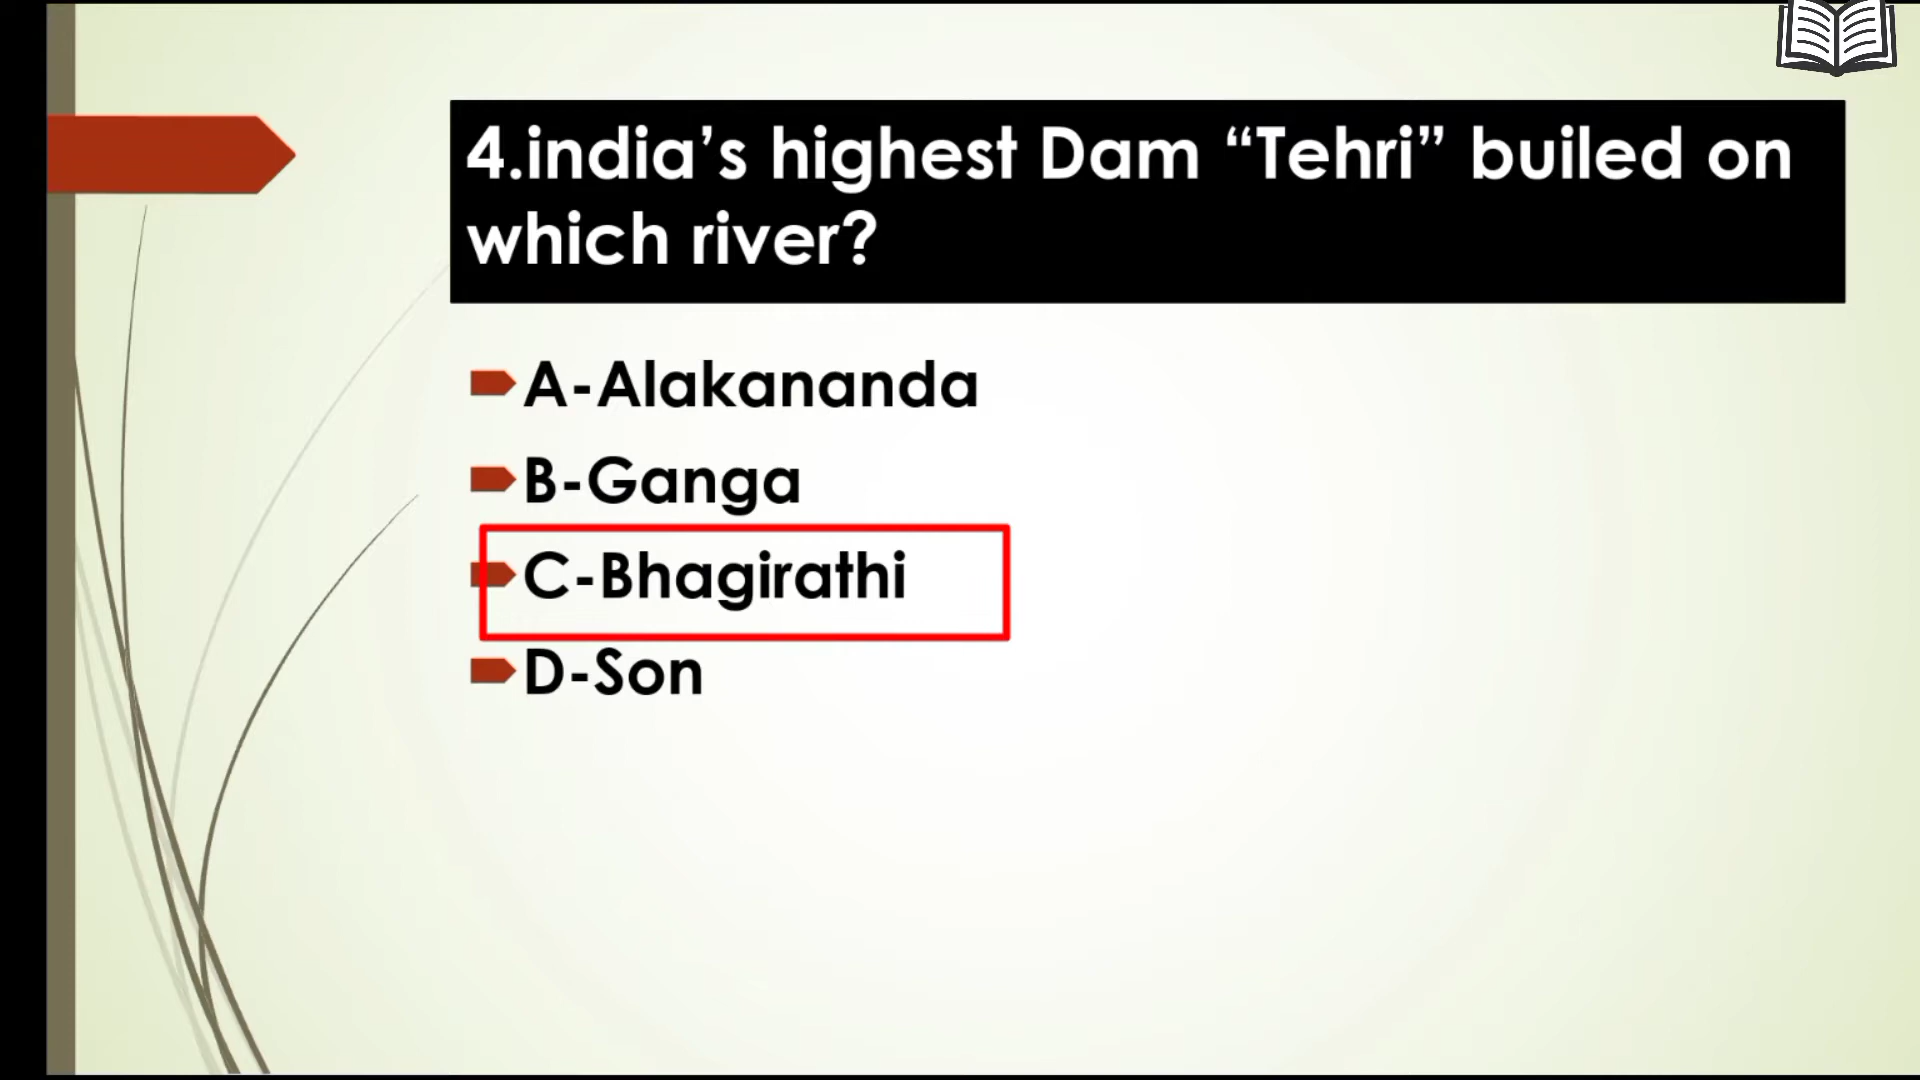 4.india’s highest Dam “Tehri” builed on
which river?
A-Alakananda
B-Ganga
C-Bhagirathi
D-Son